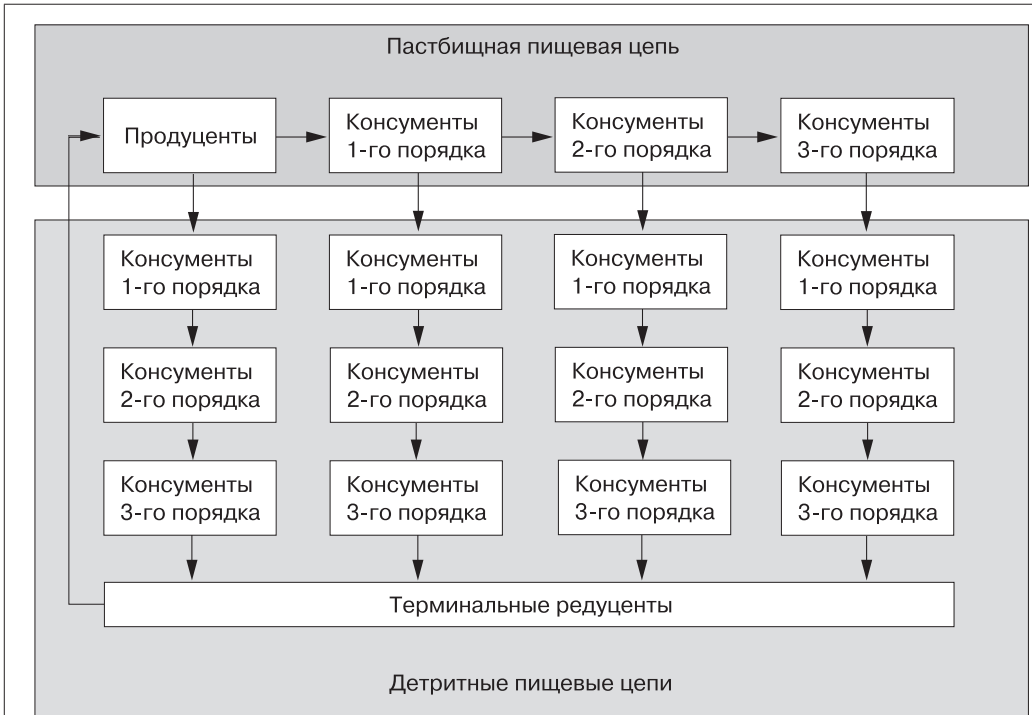 Пастбищная пищевая цепь
Продуценты
Консументы
1-го порядка
Консументы
2-го порядка
Консументы
3-го порядка
Консументы
1-го порядка
Консументы
1-го порядка
Консументы
1-го порядка
Консументы
1-го порядка
Консументы
2-го порядка
Консументы
2-го порядка
Консументы
2-го порядка
Консументы
2-го порядка
Консументы
3-го порядка
Консументы
3-го порядка
Консументы
3-го порядка
Консументы
3-го порядка
Терминальные редуценты
Детритные пищевые цепи